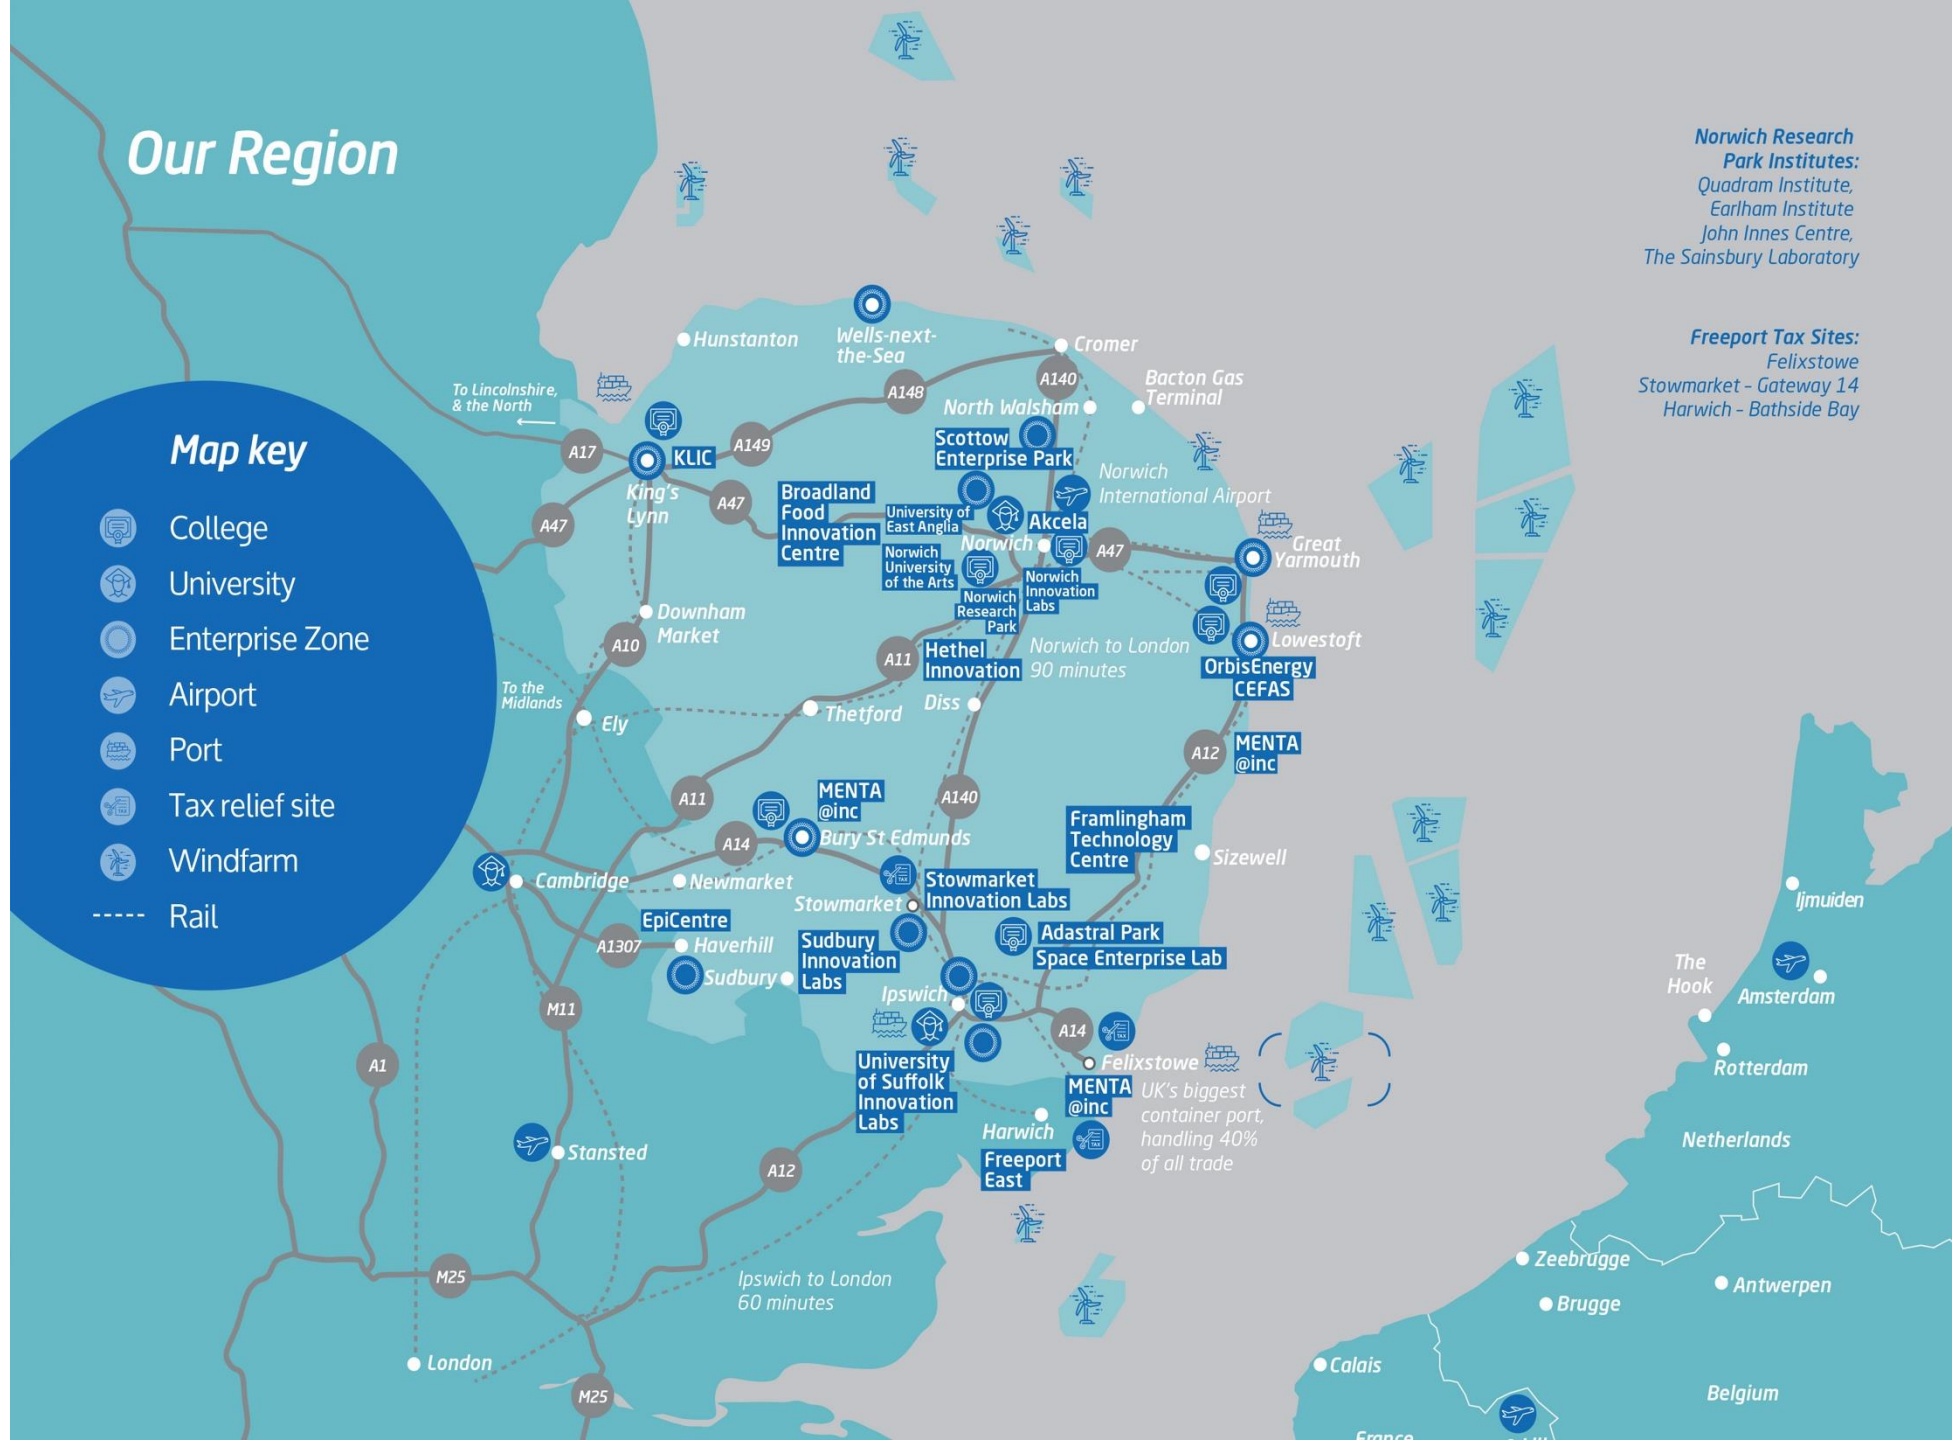 Our Region
Norwich Research
Park Institutes:
Quadram Institute,
Earlham Institute
John Innes Centre,
The Sainsbury Laboratory
Freeport Tax Sites:
Felixstowe
Stowmarket - Gateway 14
Harwich - Bathside Bay
Map key
College
University
Enterprise Zone
Airport
Port
Tax relief site
Windfarm
Rail
To Lincolnshire,
& the North
Hunstanton
Wells-next-
the-Sea
Cromer
A148
A140
Bacton Gas
Terminal
North Walsham
A17
KLIC
A149
Scottow
Enterprise Park
King's
Lynn
A47
A47
Broadland
Food
Innovation
Centre
University of
East Anglia
Akcela
Norwich
International Airport
Norwich
A47
Great
Yarmouth
Norwich
University
of the Arts
Norwich
Innovation
Labs
Norwich
Research
Park
Downham
Market
A10
A11
Hethel
Innovation
Norwich to London
90 minutes
Lowestoft
OrbisEnergy
CEFAS
To the
Midlands
Ely
Thetford
Diss
A12
MENTA
@inc
A11
MENTA
@inc
A140
A14
Bury St Edmunds
Framlingham
Technology
Centre
Sizewell
Cambridge
Newmarket
TAX
Stowmarket
Innovation Labs
Stowmarket
EpiCentre
A1307
Haverhill
Sudbury
Sudbury
Innovation
Labs
Adastral Park
Space Enterprise Lab
Ipswich
M11
A14
TAX
A1
Felixstowe
University
of Suffolk
Innovation
Labs
MENTA
@inc
UK's biggest
container port,
handling 40%
of all trade
Harwich
TAX
Freeport
East
Stansted
A12
M25
Ipswich to London
60 minutes
London
M25
Ijmuiden
The
Hook
Amsterdam
Rotterdam
Netherlands
Zeebrugge
Antwerpen
Brugge
Calais
Belgium
France